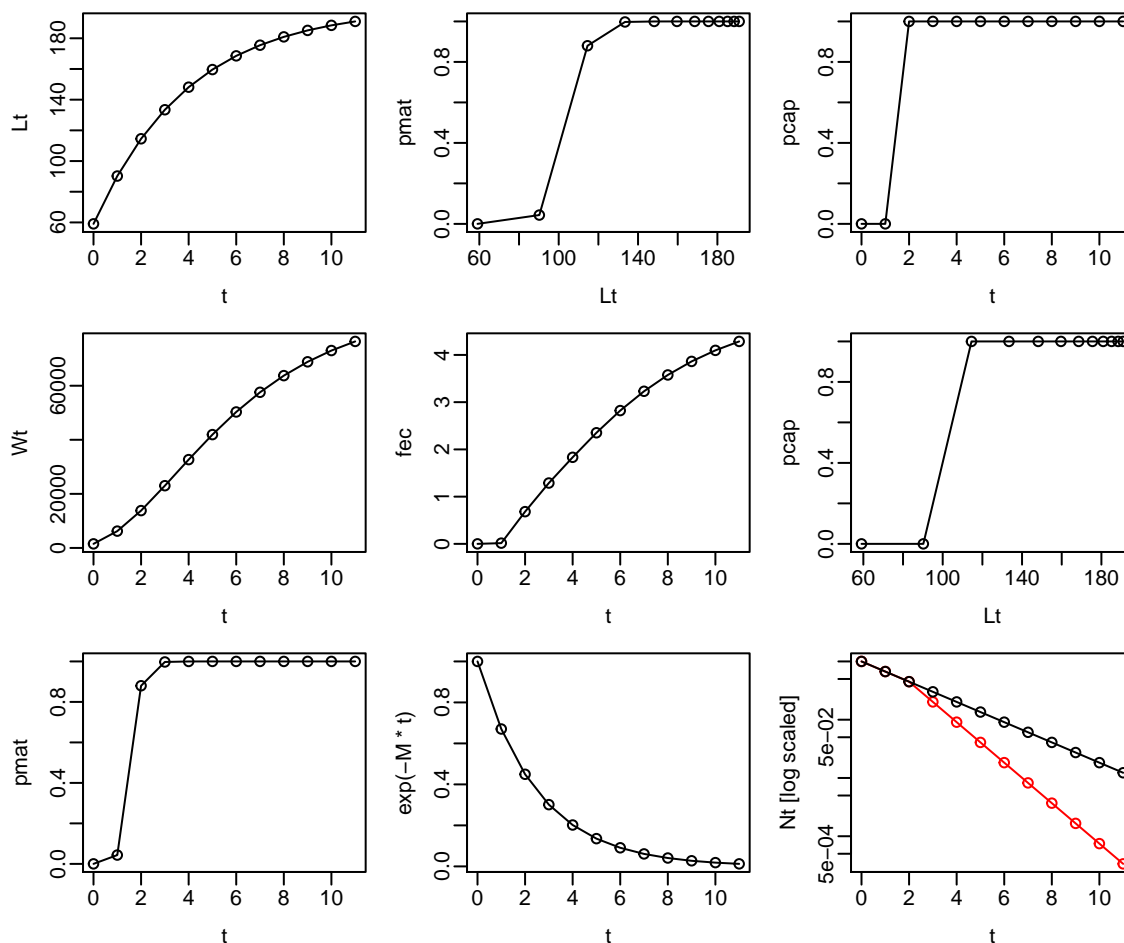 Lt
60 100 140 180
0 2 4 6 8 10
t
pmat
0.0 0.4 0.8
60 100 140 180
Lt
pcap
0.0 0.4 0.8
0 2 4 6 8 10
t
Wt
0 20000 60000
0 2 4 6 8 10
t
fec
0 1 2 3 4
0 2 4 6 8 10
t
pcap
0.0 0.4 0.8
60 100 140 180
Lt
pmat
0.0 0.4 0.8
0 2 4 6 8 10
t
exp(−M * t)
0.0 0.4 0.8
0 2 4 6 8 10
t
Nt [log scaled]
5e−04 5e−02
0 2 4 6 8 10
t